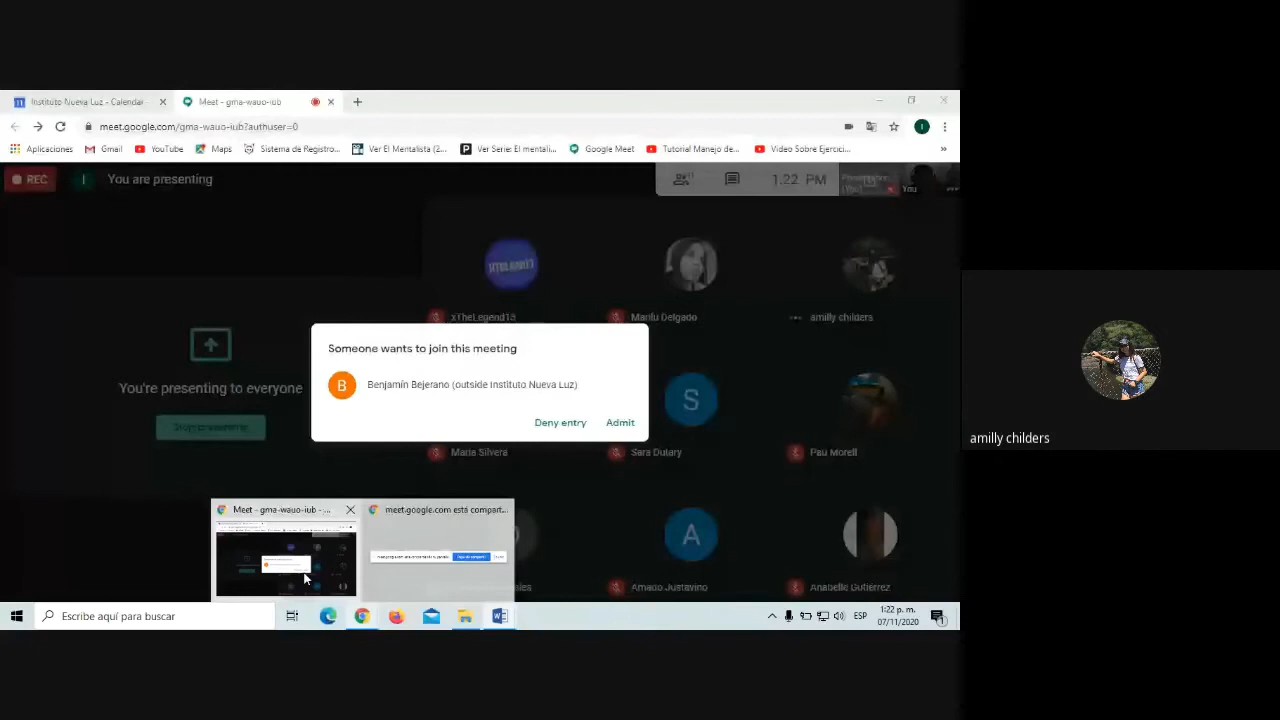 Instituto Nueva Luz - Calendar
Meet - gma-wauo-iub
meet.google.com/gma-wauo-iub?authuser=0
Aplicaciones
Gmail
YouTube
Maps
Sistema de Registro...
Ver El Mentalista (2...
Ver Serie: El mentali...
Google Meet
Tutorial Manejo de...
Video Sobre Ejercici...
»
REC
I
You are presenting
1:22 PM
You
xTheLegend15
Marilu Delgado
amilly childers
You're presenting to everyone
Stop presenting
Someone wants to join this meeting
B
Benjamín Bejerano (outside Instituto Nueva Luz)
Deny entry
Admit
S
Maria Silvera
Sara Dutary
Pau Morell
A
Amado Justavino
Anabelle Gutiérrez
Meet - gma-wauo-iub - ...
meet.google.com está compart...
Escribe aquí para buscar
ESP
1:22 p. m.
07/11/2020
amilly childers